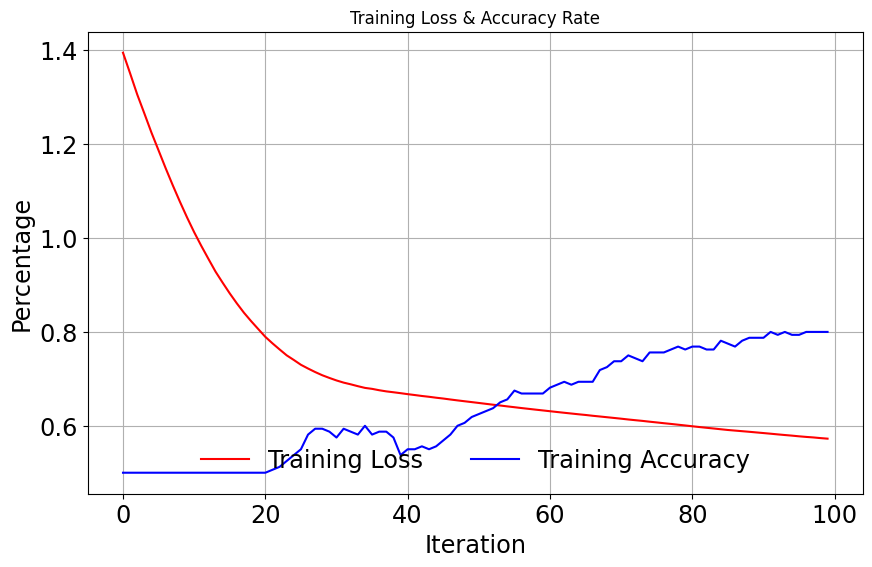 Training Loss & Accuracy Rate
1.4
1.2
1.0
0.8
0.6
Percentage
Training Loss Training Accuracy
0 20 40 60 80 100
Iteration